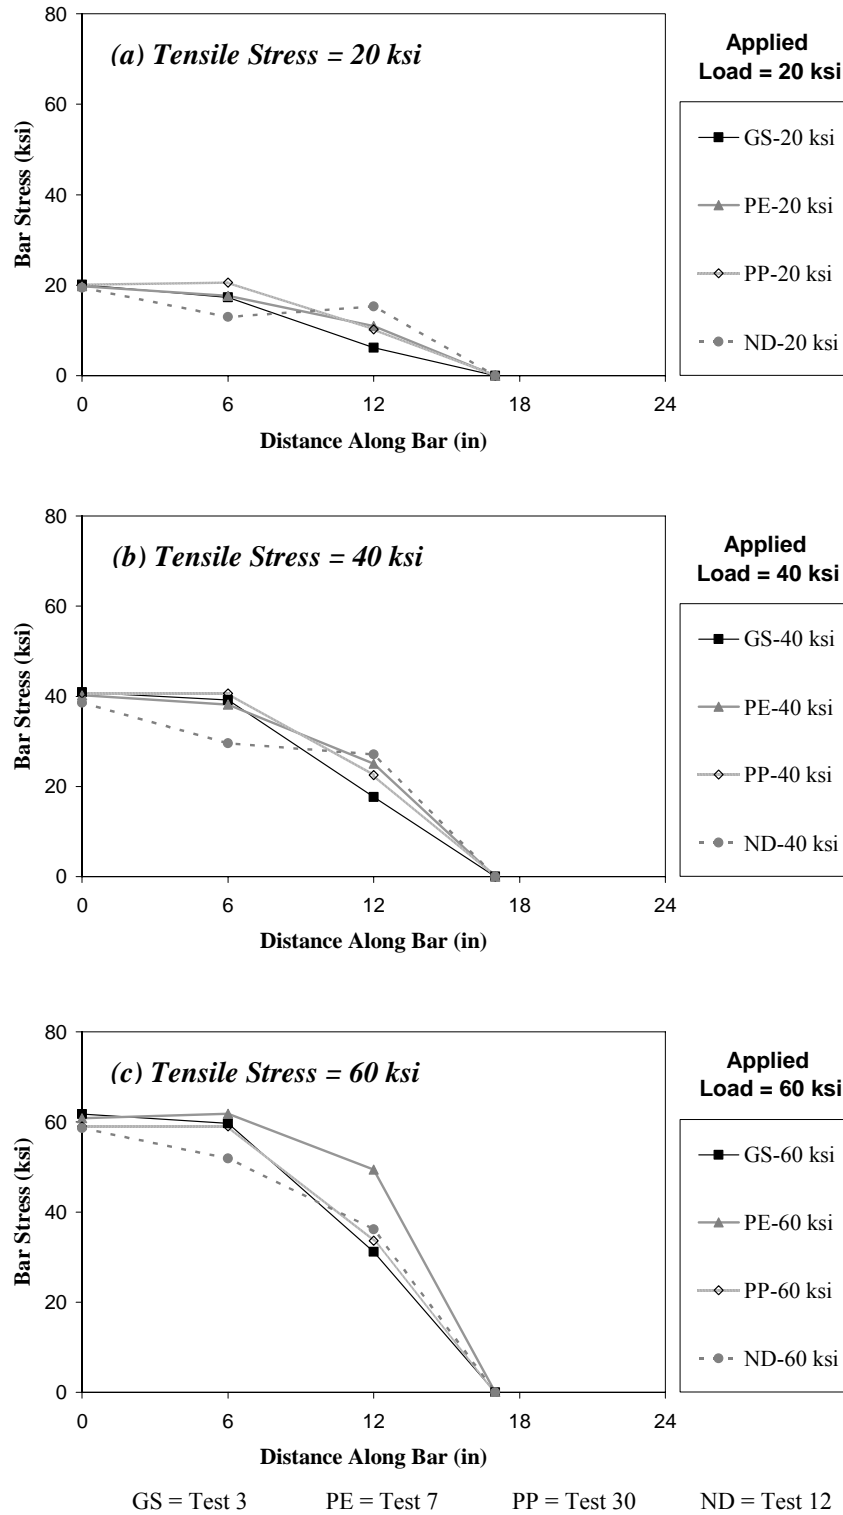 (a) Tensile Stress = 20 ksi
Applied
Load = 20 ksi
GS-20 ksi
PE-20 ksi
PP-20 ksi
ND-20 ksi
Bar Stress (ksi)
80
60
40
20
0
0 6 12 18 24
Distance Along Bar (in)
(b) Tensile Stress = 40 ksi
Applied
Load = 40 ksi
GS-40 ksi
PE-40 ksi
PP-40 ksi
ND-40 ksi
Bar Stress (ksi)
80
60
40
20
0
0 6 12 18 24
Distance Along Bar (in)
(c) Tensile Stress = 60 ksi
Applied
Load = 60 ksi
GS-60 ksi
PE-60 ksi
PP-60 ksi
ND-60 ksi
Bar Stress (ksi)
80
60
40
20
0
0 6 12 18 24
Distance Along Bar (in)
GS = Test 3 PE = Test 7 PP = Test 30 ND = Test 12